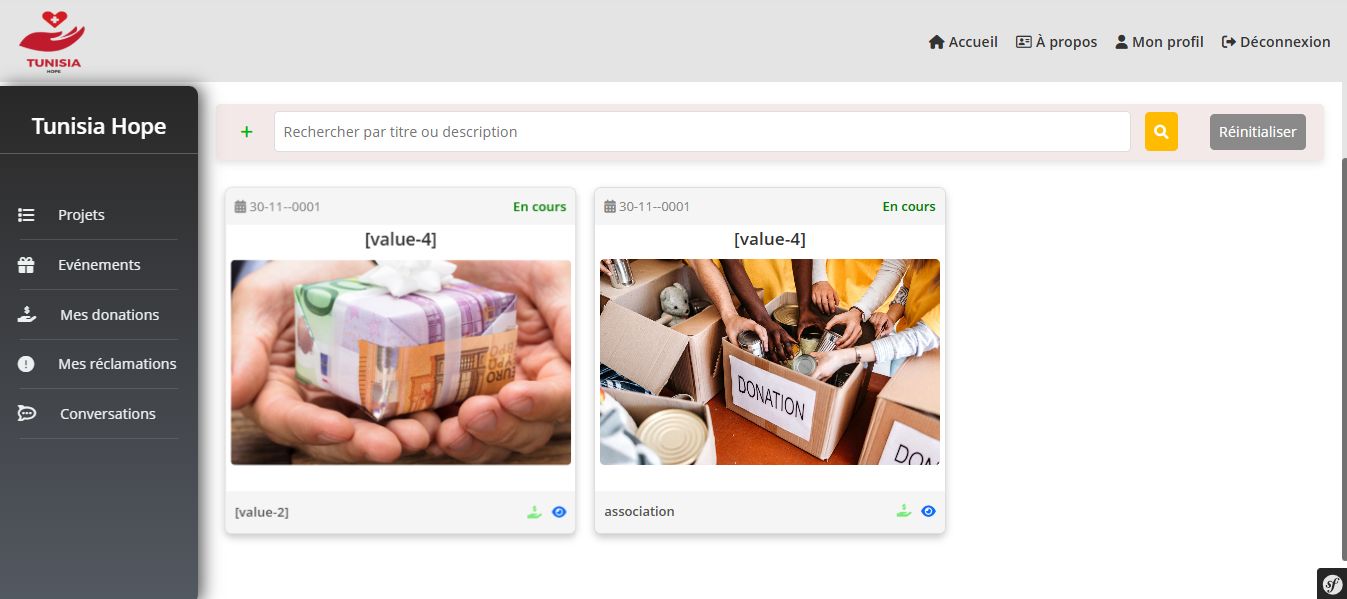 TUNISIA
HOPE
Accueil
À propos
Mon profil
Déconnexion
Tunisia Hope
Projets
Evénements
Mes donations
Mes réclamations
Conversations
+
Rechercher par titre ou description
Réinitialiser
30-11--0001
En cours
[value-4]
EURO
[value-2]
30-11--0001
En cours
[value-4]
DONATION
DON
association
sf